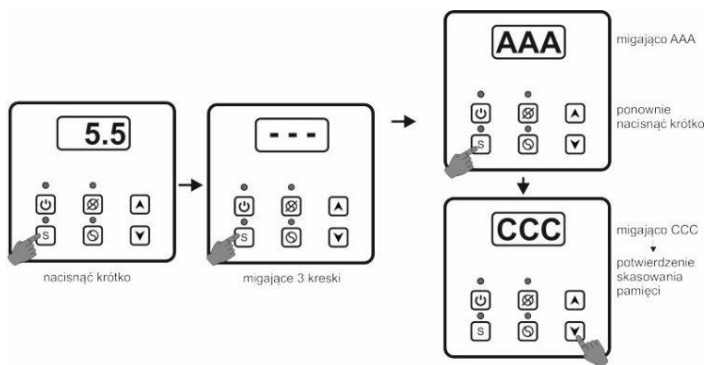 5.5
S
nacisnąć krótko
- - -
S
migające 3 kreski
AAA
migająco AAA
S
ponownie
nacisnąć krótko
CCC
migająco CCC
potwierdzenie
skasowania
pamięci
S